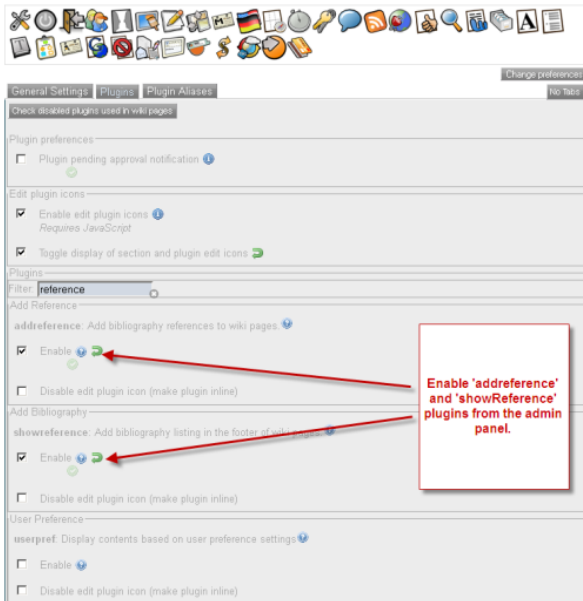 Change preferences
General Settings Plugins Plugin Aliases No Tabs
Check disabled plugins used in wiki pages
Plugin preferences
Plugin pending approval notification
Edit plugin icons
Enable edit plugin icons
Requires JavaScript
Toggle display of section and plugin edit icons
Plugins
Filter: reference
Add Reference
addreference: Add bibliography references to wiki pages.
Enable
Disable edit plugin icon (make plugin inline)
Add Bibliography
showreference: Add bibliography listing in the footer of wiki pages.
Enable
Disable edit plugin icon (make plugin inline)
User Preference
userpref: Display contents based on user preference settings
Enable
Disable edit plugin icon (make plugin inline)
Enable 'addreference'
and 'showReference'
plugins from the admin
panel.